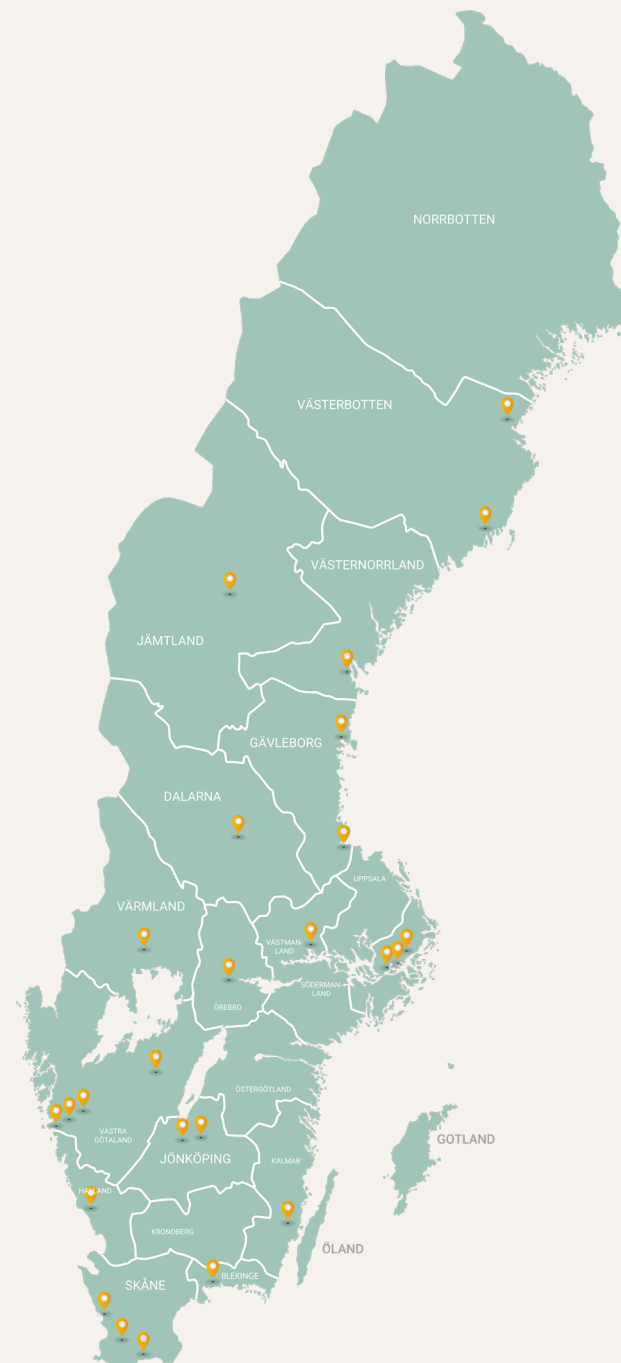 NORRBOTTEN
VÄSTERBOTTEN
VÄSTERNORRLAND
JÄMTLAND
GÄVLEBORG
DALARNA
UPPSALA
VÄRMLAND
VÄSTMAN-
LAND
SÖDERMAN-
LAND
ÖREBRO
ÖSTERGÖTLAND
VÄSTRA
GÖTALAND
GOTLAND
JÖNKÖPING
KALMAR
HALLAND
KRONOBERG
ÖLAND
BLEKINGE
SKÅNE